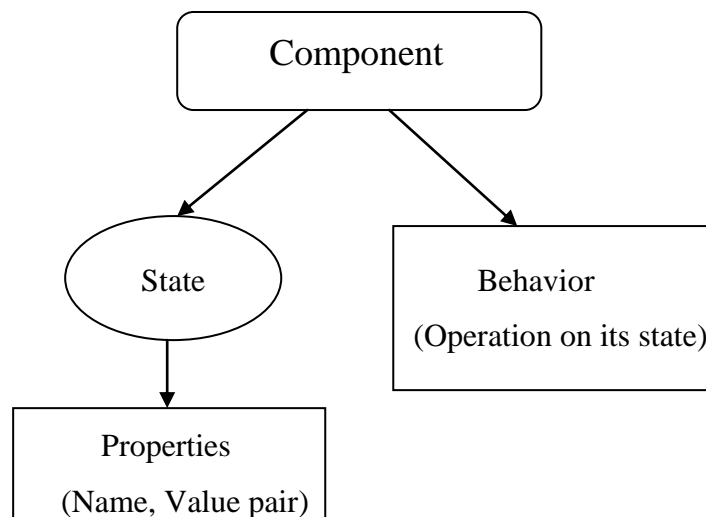 Component
State
Behavior
(Operation on its state)
Properties
(Name, Value pair)